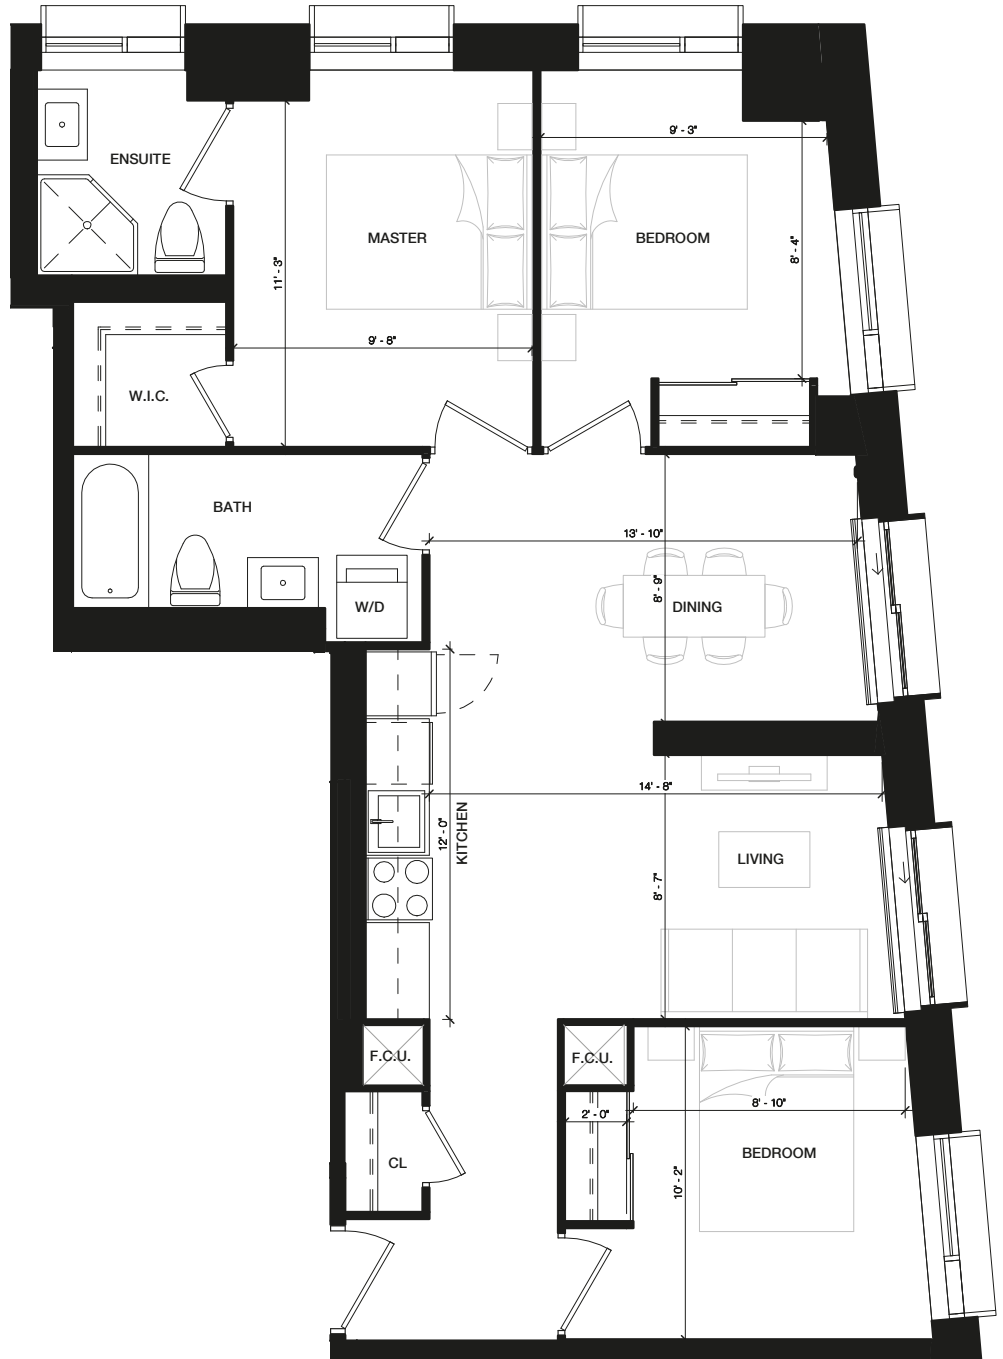 9' - 3"
ENSUITE
MASTER
BEDROOM
8' - 4"
11' - 3"
9' - 8"
W.I.C.
BATH
13' - 10"
8' - 9"
DINING
W/D
14' - 8"
12' - 0"
KITCHEN
LIVING
8' - 7"
F.C.U.
F.C.U.
2' - 0"
8' - 10"
CL
BEDROOM
10' - 2"